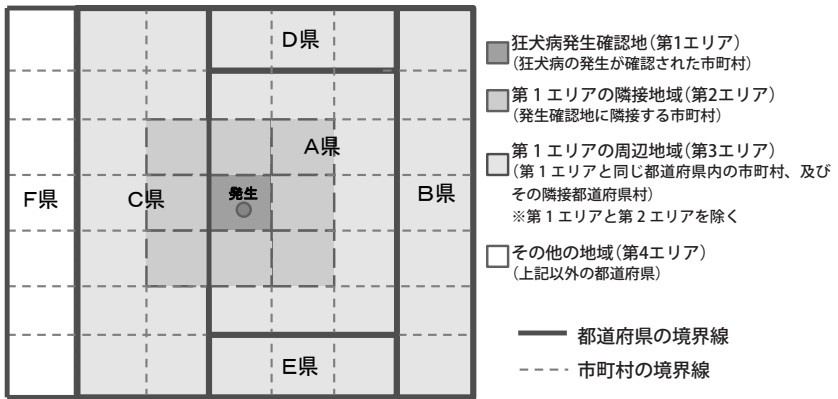 D県
A県
F県
C県
発生
B県
E県
狂犬病発生確認地(第1エリア)
(狂犬病の発生が確認された市町村)
第1エリアの隣接地域(第2エリア)
(発生確認地に隣接する市町村)
第1エリアの周辺地域(第3エリア)
(第1エリアと同じ都道府県内の市町村、及び
その隣接都道府県村)
※第1エリアと第2エリアを除く
その他の地域(第4エリア)
(上記以外の都道府県)
都道府県の境界線
市町村の境界線